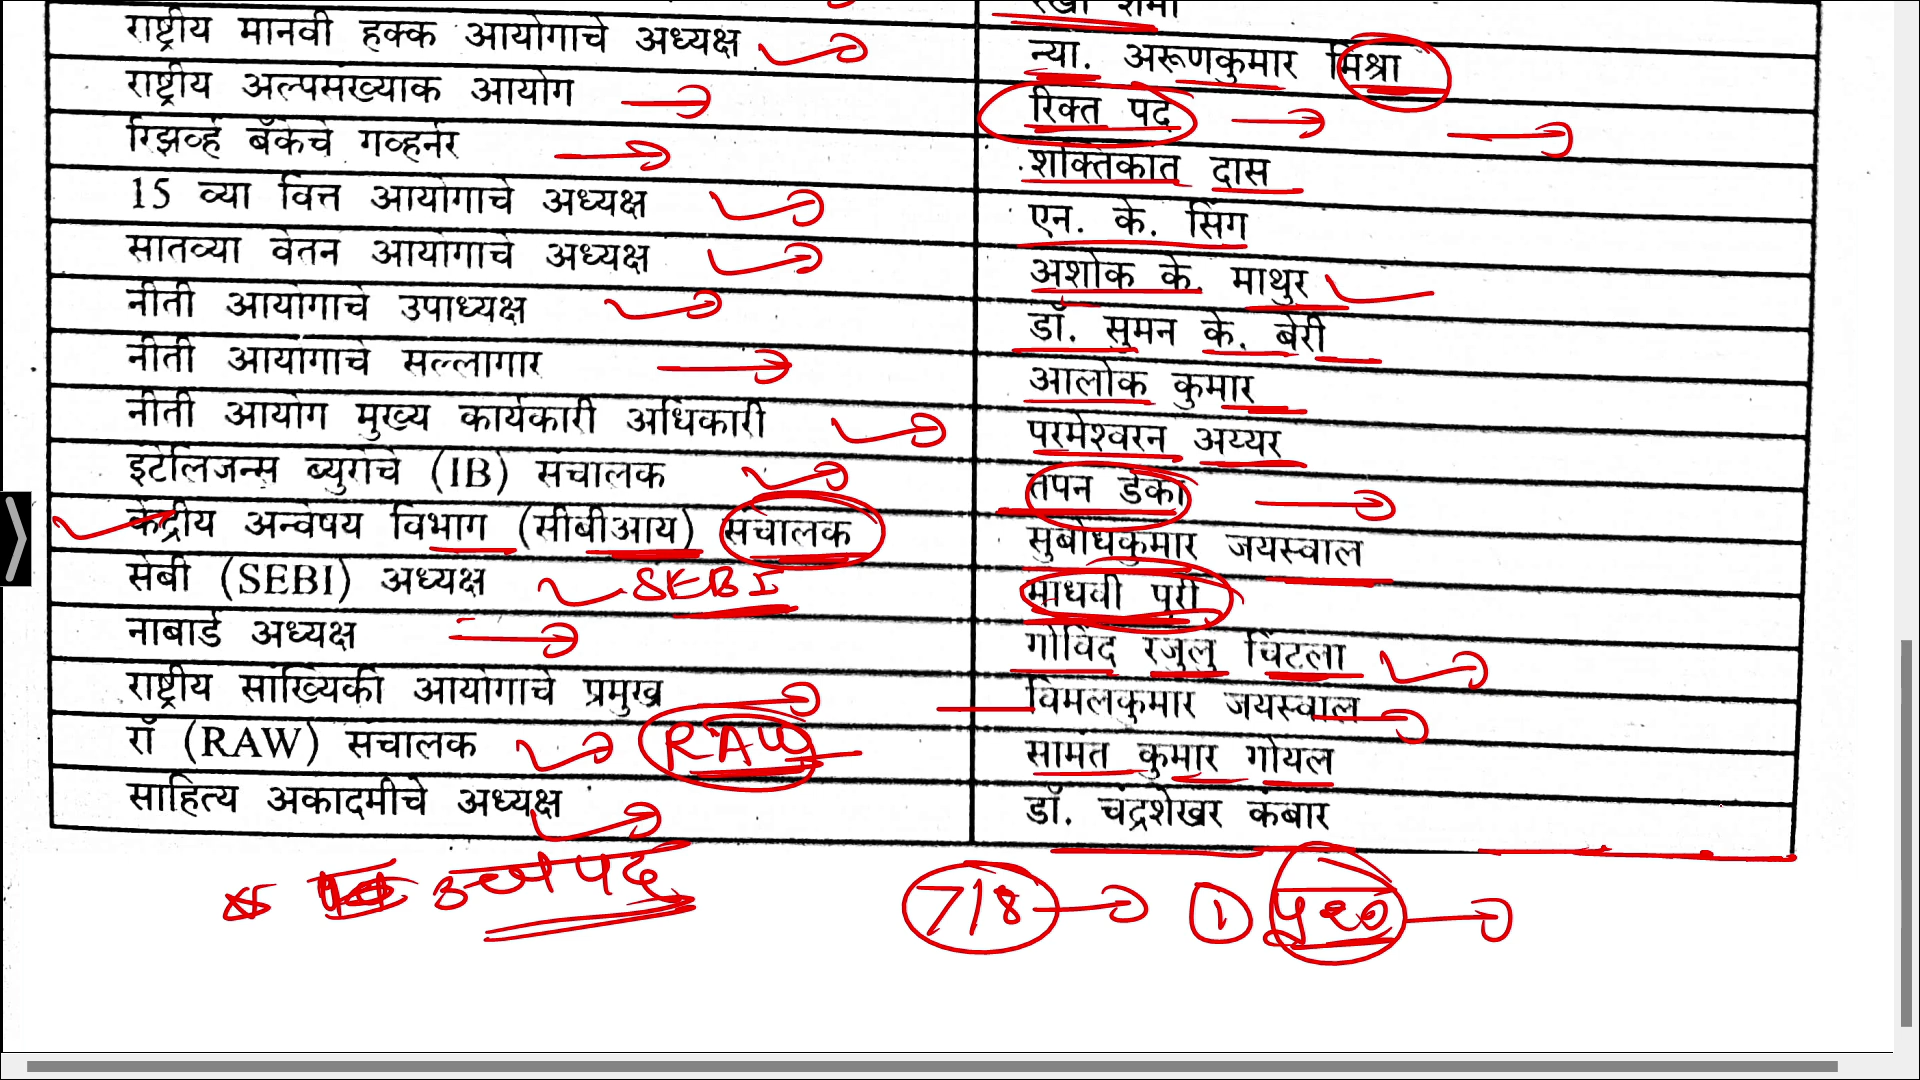 रेखा शर्मा
राष्ट्रीय मानवी हक्क आयोगाचे अध्यक्ष न्या. अरूणकुमार मिश्रा
राष्ट्रीय अल्पसंख्याक आयोग रिक्त पद
रिझर्व्ह बँकेचे गव्हर्नर शक्तिकांत दास
15 व्या वित्त आयोगाचे अध्यक्ष एन. के. सिंग
सातव्या वेतन आयोगाचे अध्यक्ष अशोक के. माथुर
नीती आयोगाचे उपाध्यक्ष डॉ. सुमन के. बेरी
नीती आयोगाचे सल्लागार आलोक कुमार
नीती आयोग मुख्य कार्यकारी अधिकारी परमेश्वरन अय्यर
इंटेलिजन्स ब्युरोचे (IB) संचालक तपन डेका
केंद्रीय अन्वेषय विभाग (सीबीआय) संचालक सुबोधकुमार जयस्वाल
सेबी (SEBI) अध्यक्ष SEBI माधवी पूरी
नाबार्ड अध्यक्ष गोविंद रजुलु चिंटला
राष्ट्रीय सांख्यिकी आयोगाचे प्रमुख विमलकुमार जयस्वाल
रॉ (RAW) संचालक RAW सामंत कुमार गोयल
साहित्य अकादमीचे अध्यक्ष डॉ. चंद्रशेखर कंबार
उच्च पद 7/8 1